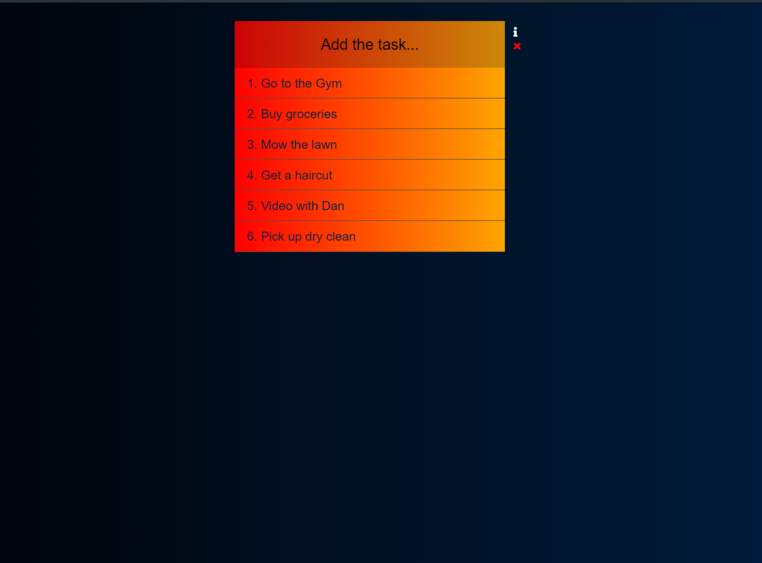 Add the task...
1. Go to the Gym
2. Buy groceries
3. Mow the lawn
4. Get a haircut
5. Video with Dan
6. Pick up dry clean